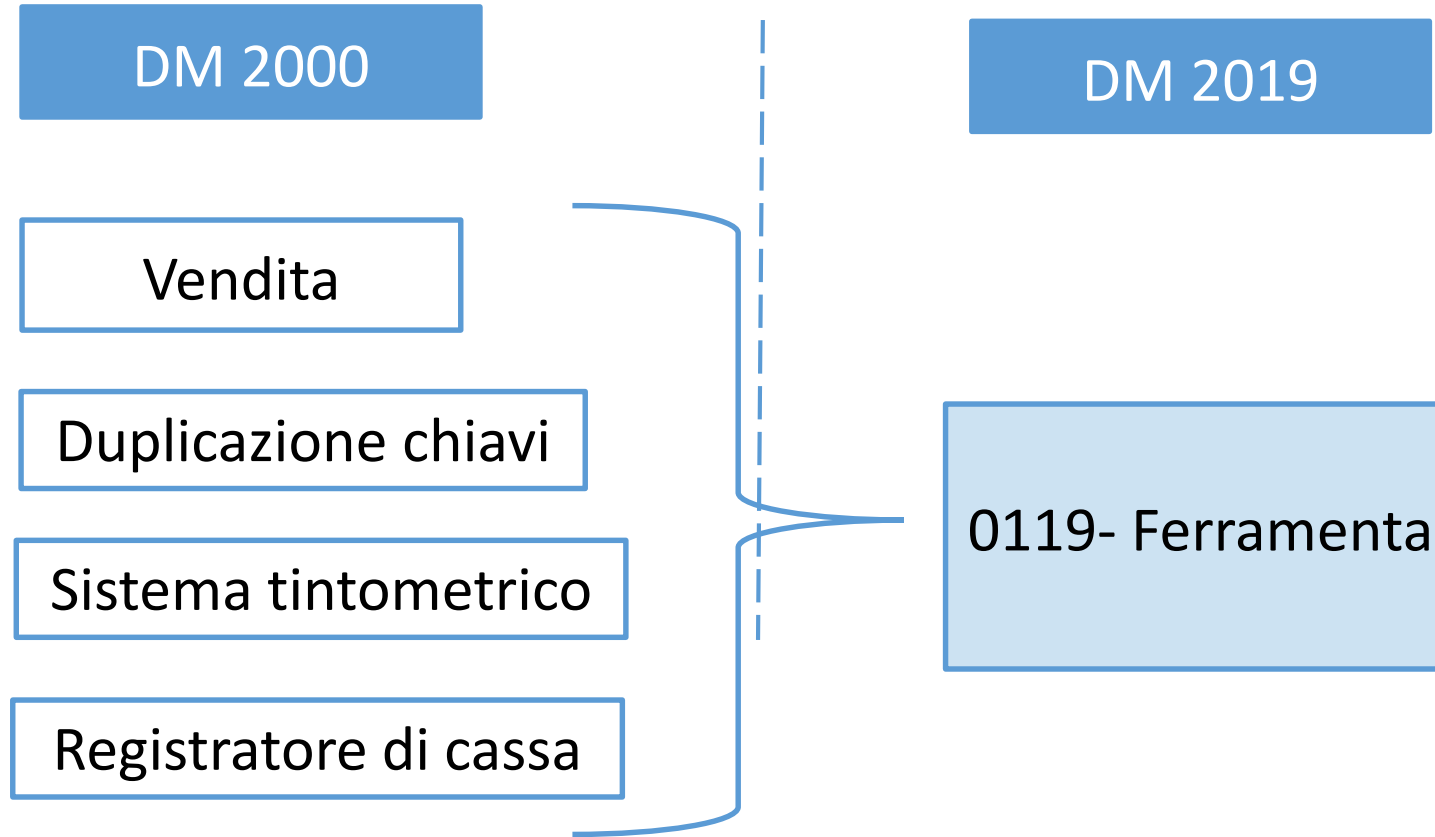 DM 2000
DM 2019
Vendita
Duplicazione chiavi
Sistema tintometrico
Registratore di cassa
0119- Ferramenta